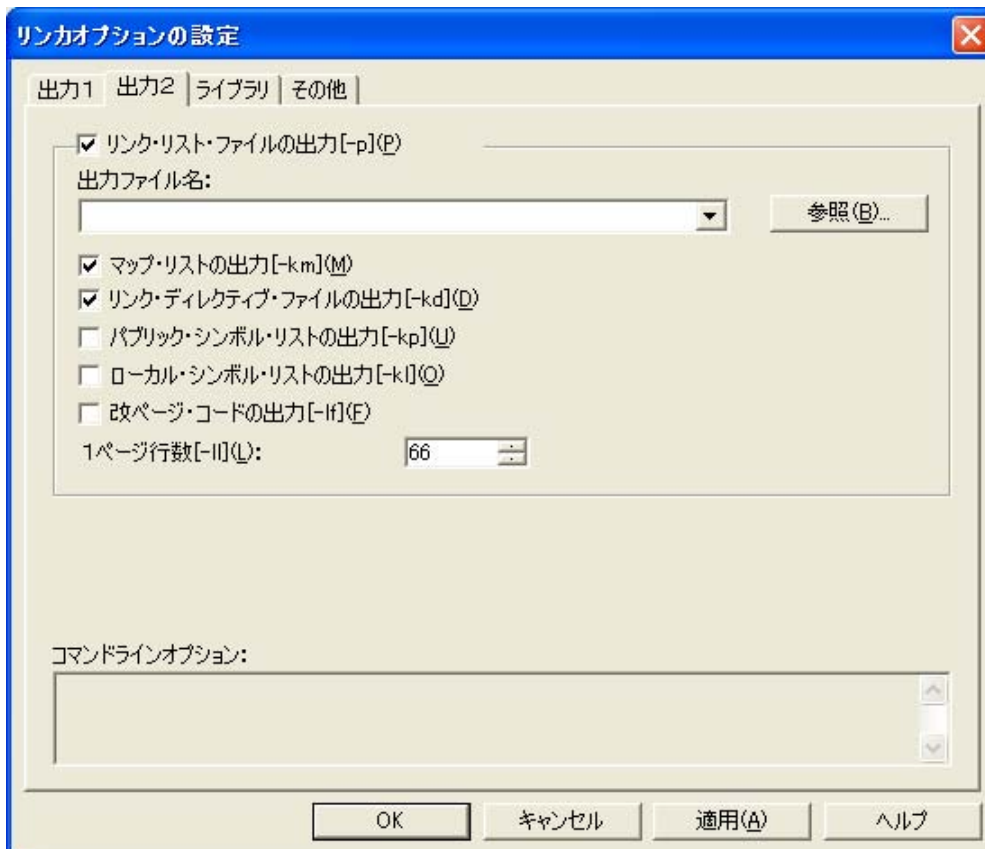 リンカオプションの設定
出力1 出力2 ライブラリ その他
リンク・リスト・ファイルの出力[-p](P)
出力ファイル名:
参照(B)...
マップ・リストの出力[-km](M)
リンク・ディレクティブ・ファイルの出力[-kd](D)
パブリック・シンボル・リストの出力[-kp](U)
ローカル・シンボル・リストの出力[-kl](O)
改ページ・コードの出力[-lf](F)
1ページ行数[-ll](L): 66
コマンドラインオプション:
OK キャンセル 適用(A) ヘルプ